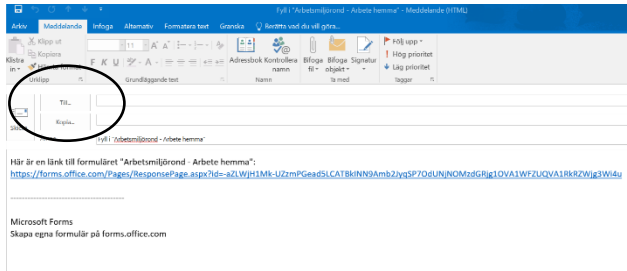 Fyll i "Arbetsmiljörond - Arbete hemma" - Meddelande (HTML)
Arkiv Meddelande Infoga Alternativ Formatera text Granska Berätta vad du vill göra...
Klistra in Klipp ut
Kopiera
Hämta format
Urklipp
11 A A
F K U A
Grundläggande text
Adressbok Kontrollera namn
Namn
Bifoga fil Bifoga objekt Signatur
Ta med
Följ upp
Hög prioritet
Låg prioritet
Taggar
Till...
Kopia...
Fyll i "Arbetsmiljörond - Arbete hemma"
Här är en länk till formuläret "Arbetsmiljörond - Arbete hemma":
https://forms.office.com/Pages/ResponsePage.aspx?id=-aZLWjH1Mk-UZzmPGead5LCATBkINN9Amb2JyqSP7OdUNjNOMzdGRjg1OVA1WFZUQVA1RkRZWjg3Wi4u
------------------------------
Microsoft Forms
Skapa egna formulär på forms.office.com